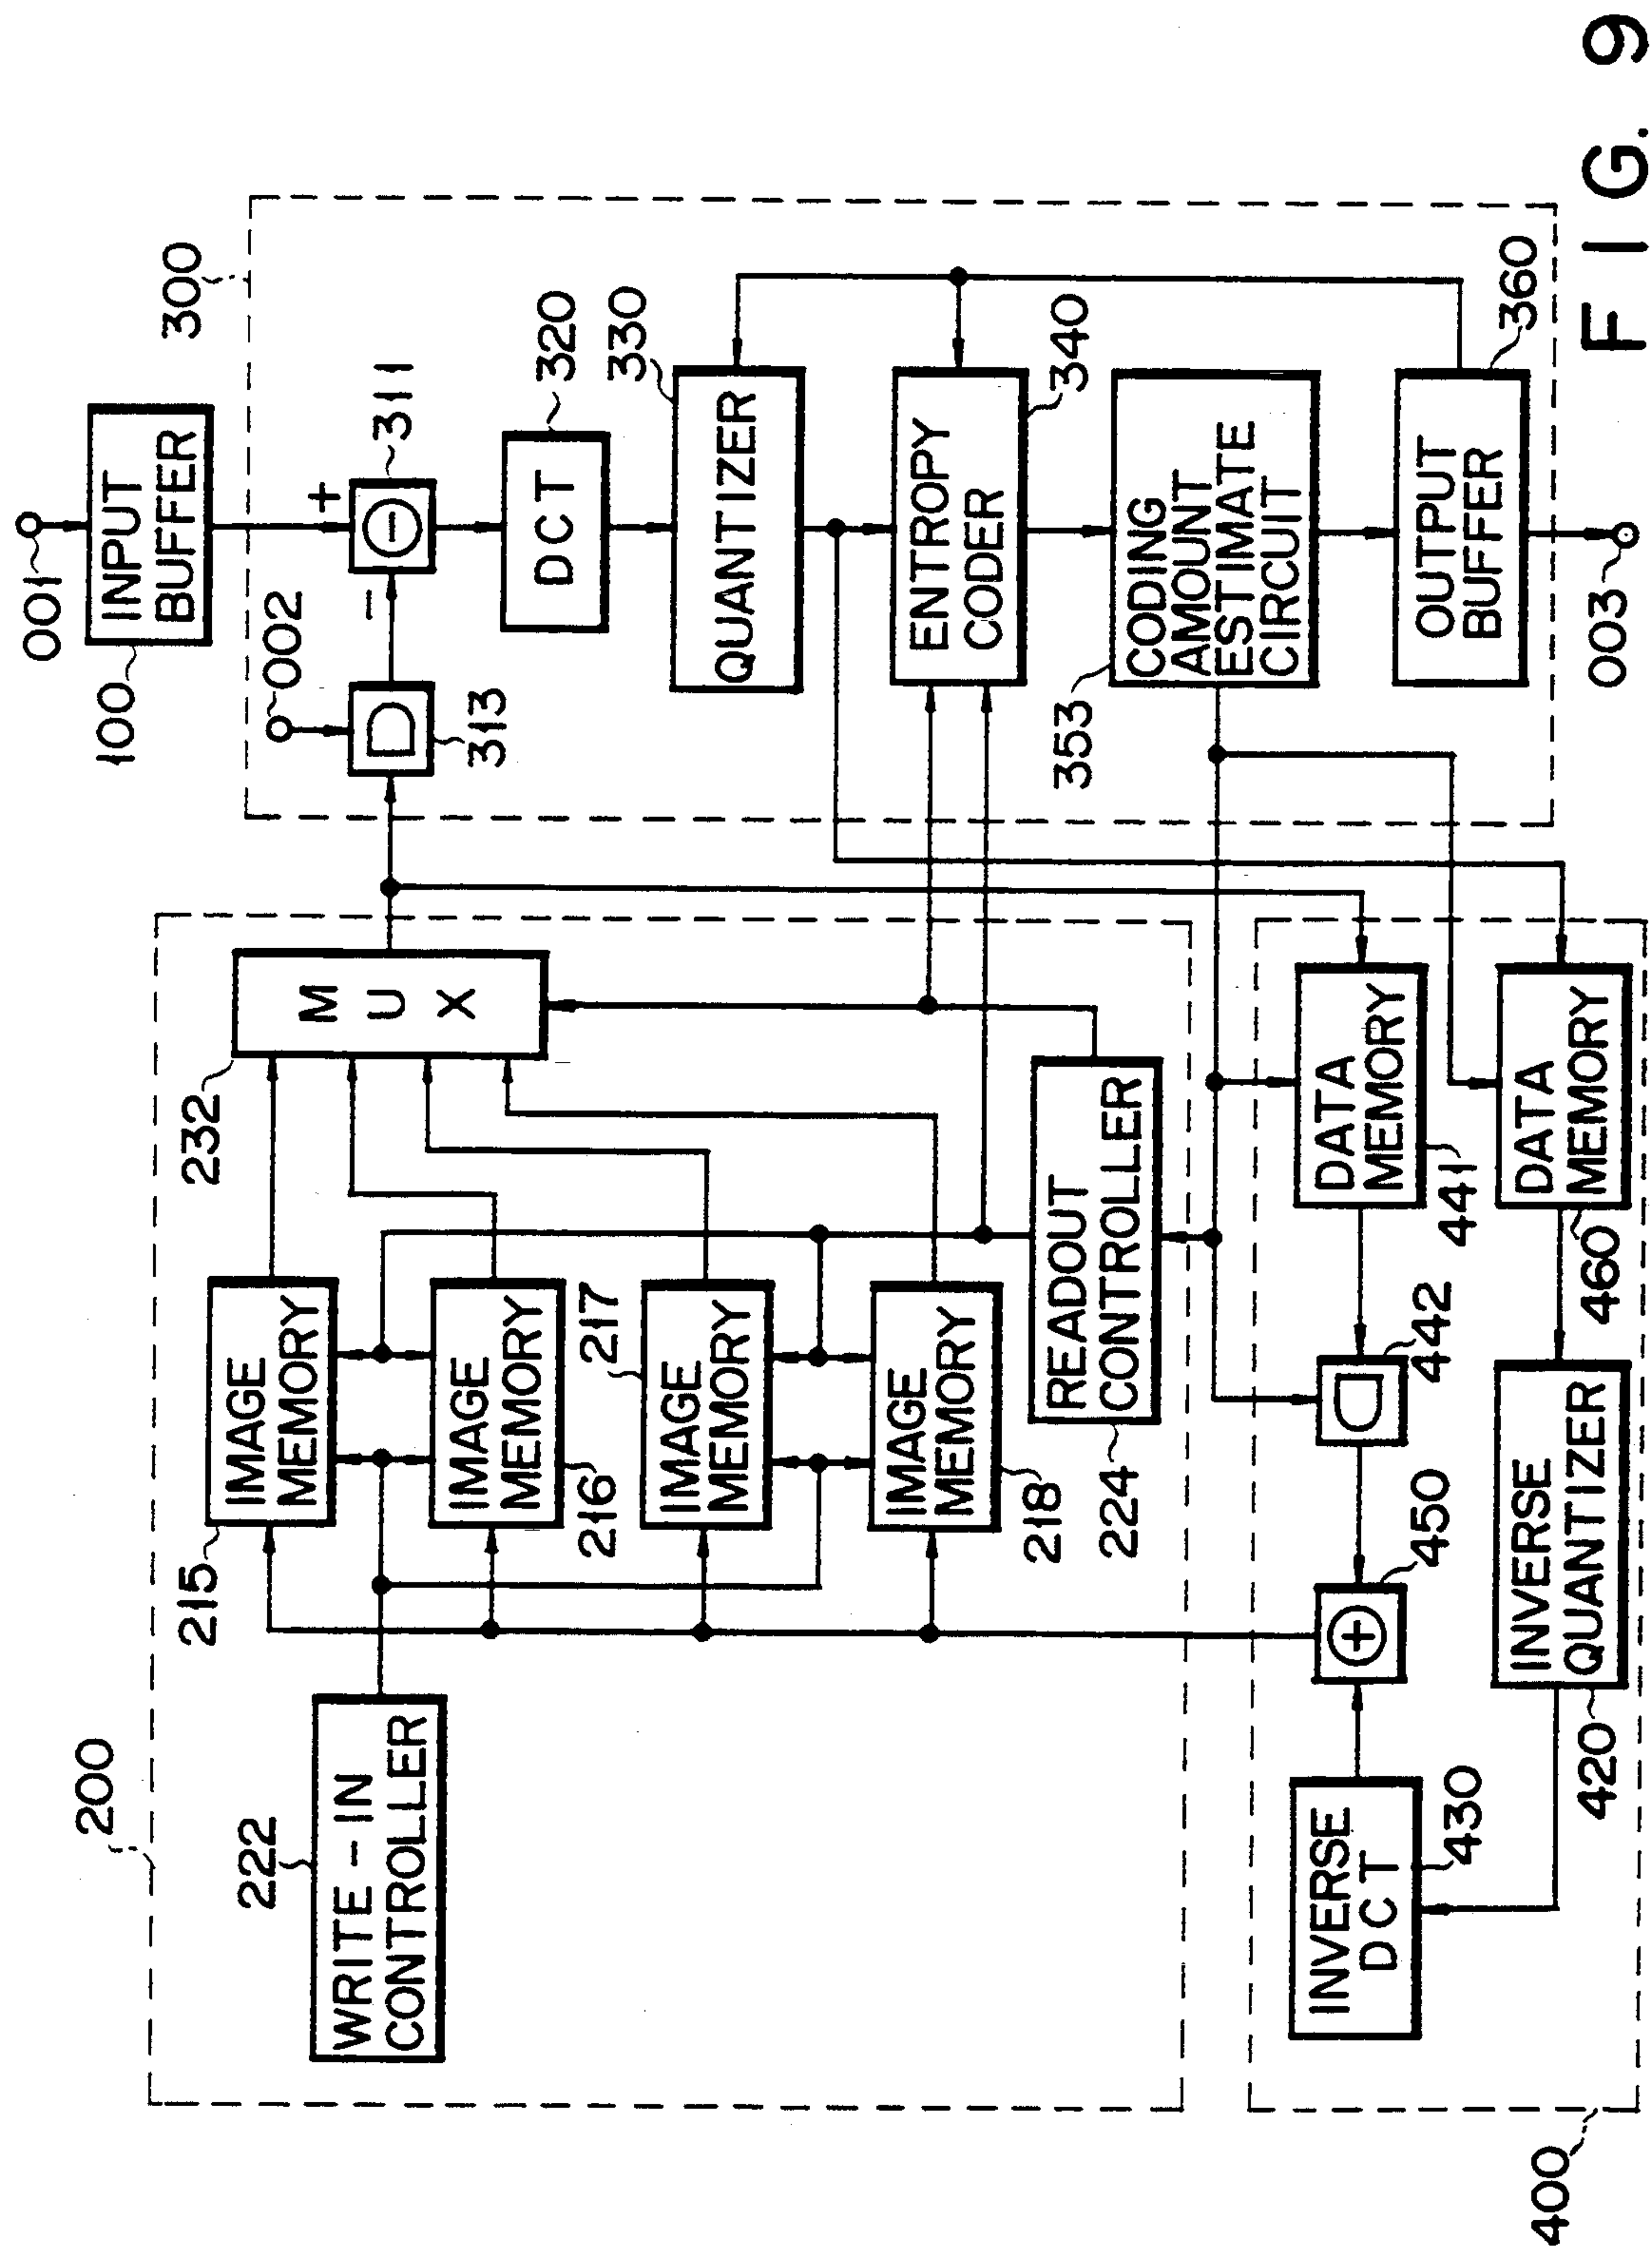 001
INPUT
BUFFER
100
002
300
+
−
311
313
DCT
320
330
QUANTIZER
ENTROPY
CODER
340
353
CODING
AMOUNT
ESTIMATE
CIRCUIT
OUTPUT
BUFFER
360
003
200
232
MUX
215
IMAGE
MEMORY
IMAGE
MEMORY
216
217
IMAGE
MEMORY
IMAGE
MEMORY
218
222
WRITE-IN
CONTROLLER
READOUT
CONTROLLER
224
DATA
MEMORY
441
DATA
MEMORY
460
442
450
+
INVERSE
QUANTIZER
420
INVERSE
DCT
430
400
FIG. 9